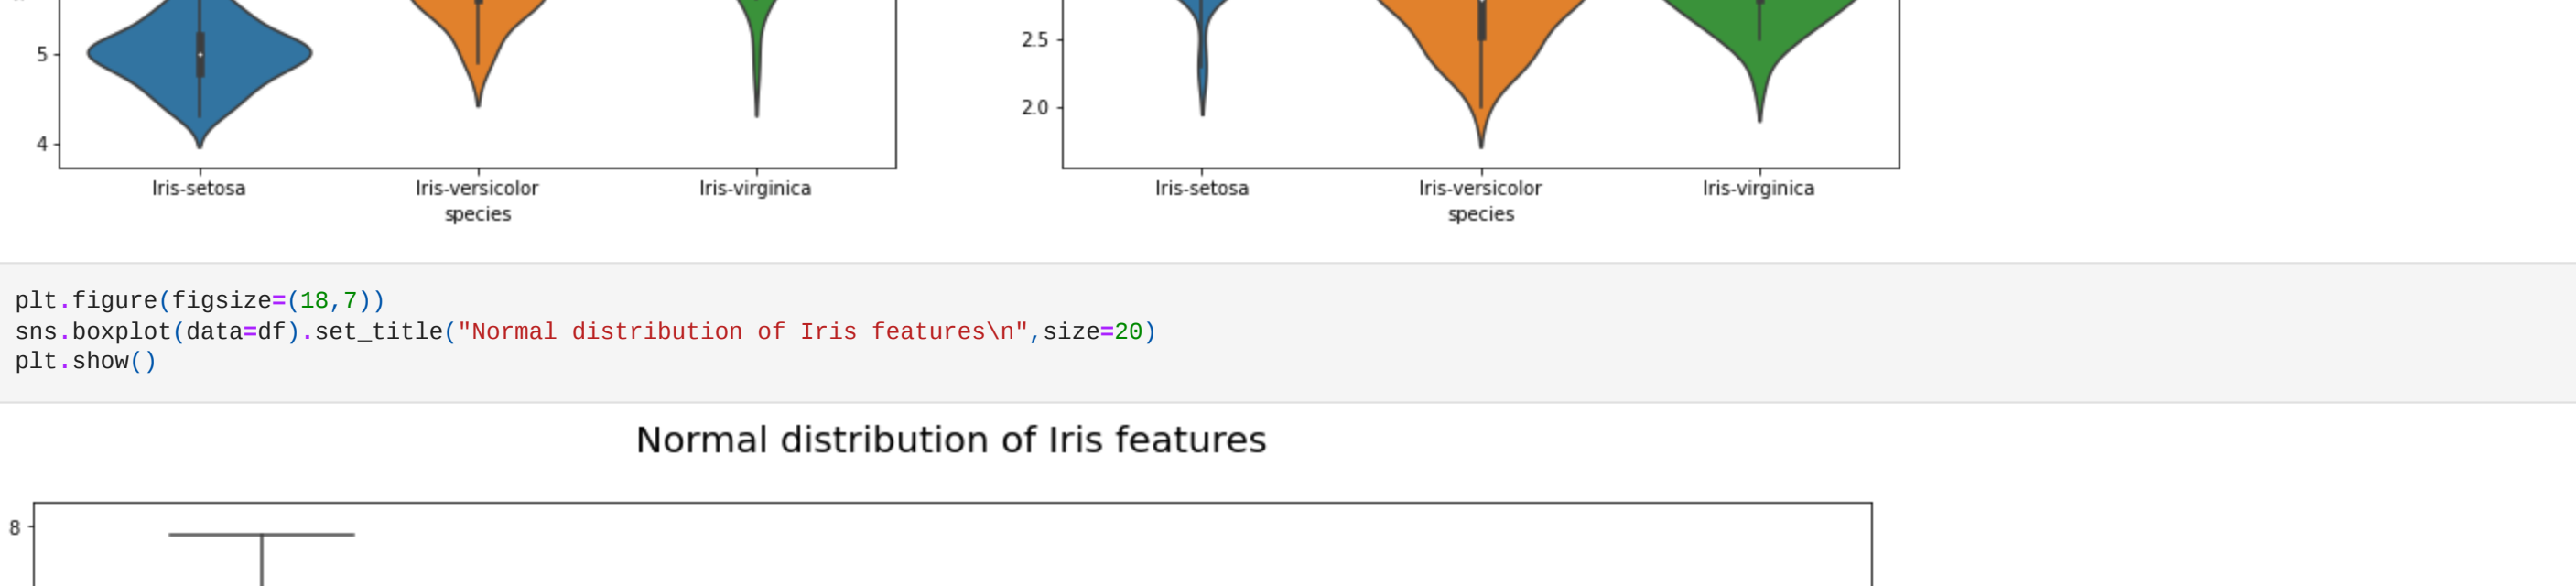 5
4
Iris-setosa Iris-versicolor Iris-virginica
species
2.5
2.0
Iris-setosa Iris-versicolor Iris-virginica
species
plt.figure(figsize=(18,7))
sns.boxplot(data=df).set_title("Normal distribution of Iris features\n",size=20)
plt.show()
Normal distribution of Iris features
8